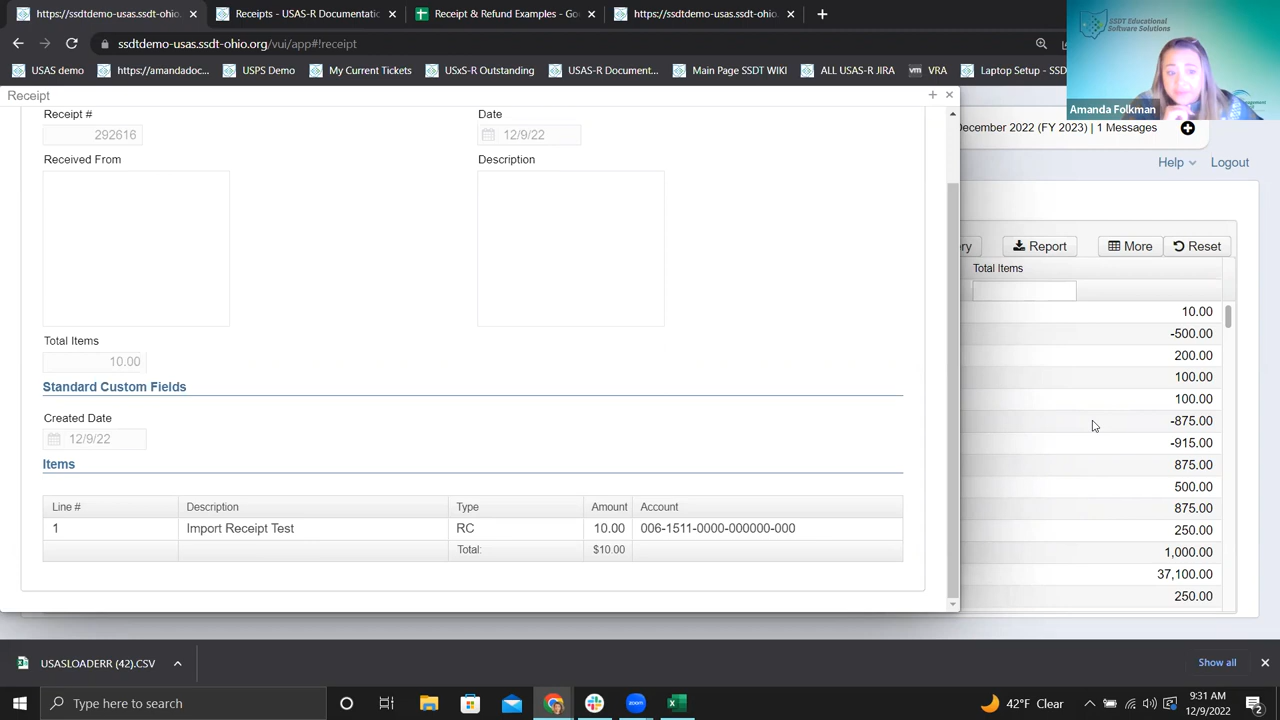 https://ssdtdemo-usas.ssdt-ohio.org
Receipts - USAS-R Documentatic
Receipt & Refund Examples - Go
https://ssdtdemo-usas.ssdt-ohio.
ssdtdemo-usas.ssdt-ohio.org/vui/app#!receipt
SSDT Educational
Software Solutions
USAS demo
https://amandadoc...
USPS Demo
My Current Tickets
USxS-R Outstanding
USAS-R Document...
Main Page SSDT WIKI
ALL USAS-R JIRA
vm
VRA
Laptop Setup - SSD
Receipt
Amanda Folkman
Receipt #
292616
Date
12/9/22
December 2022 (FY 2023) | 1 Messages
Received From
Description
Help
Logout
ry
Report
More
Reset
Total Items
10.00
-500.00
200.00
100.00
100.00
-875.00
-915.00
875.00
500.00
875.00
250.00
1,000.00
37,100.00
250.00
Total Items
10.00
Standard Custom Fields
Created Date
12/9/22
Items
Line # Description Type Amount Account
1 Import Receipt Test RC 10.00 006-1511-0000-000000-000
Total: $10.00
USASLOADERR (42).CSV
Show all
Type here to search
zoom
42°F Clear
9:31 AM
12/9/2022
2